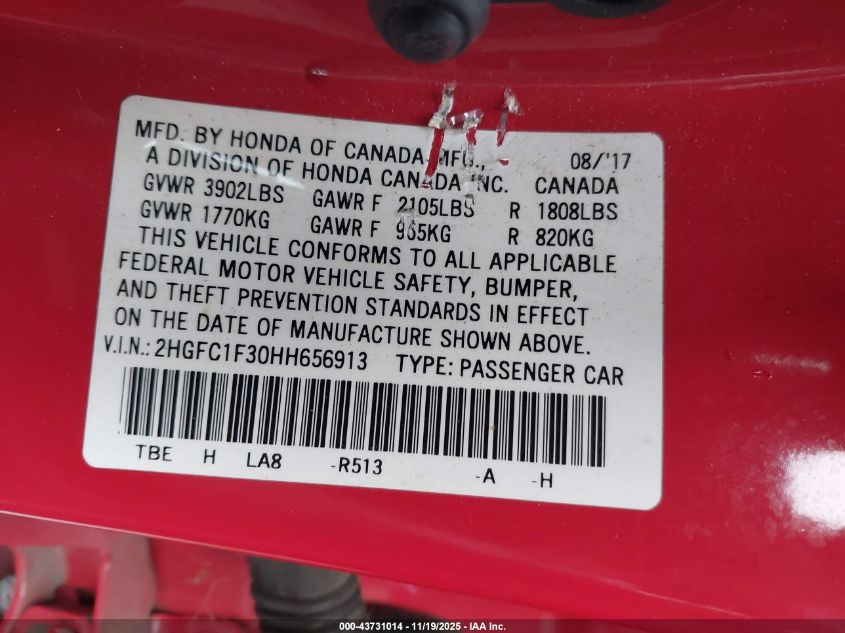 MFD. BY HONDA OF CANADA MFG., 08/'17
A DIVISION OF HONDA CANADA INC. CANADA
GVWR 3902LBS GAWR F 2105LBS R 1808LBS
GVWR 1770KG GAWR F 955KG R 820KG
THIS VEHICLE CONFORMS TO ALL APPLICABLE
FEDERAL MOTOR VEHICLE SAFETY, BUMPER,
AND THEFT PREVENTION STANDARDS IN EFFECT
ON THE DATE OF MANUFACTURE SHOWN ABOVE.
V.I.N.: 2HGFC1F30HH656913 TYPE: PASSENGER CAR
TBE H LA8 -R513 -A -H
000-43731014 - 11/19/2025 - IAA Inc.